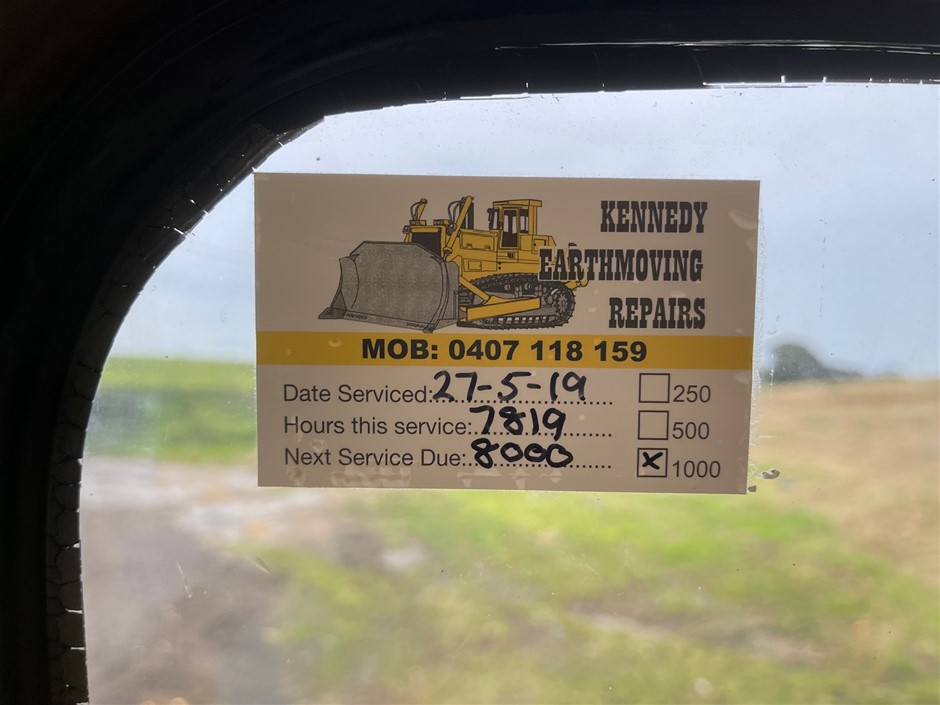 KENNEDY
EARTHMOVING
REPAIRS
MOB: 0407 118 159
Date Serviced: 27-5-19
250
Hours this service: 7819
500
Next Service Due: 8000
X 1000